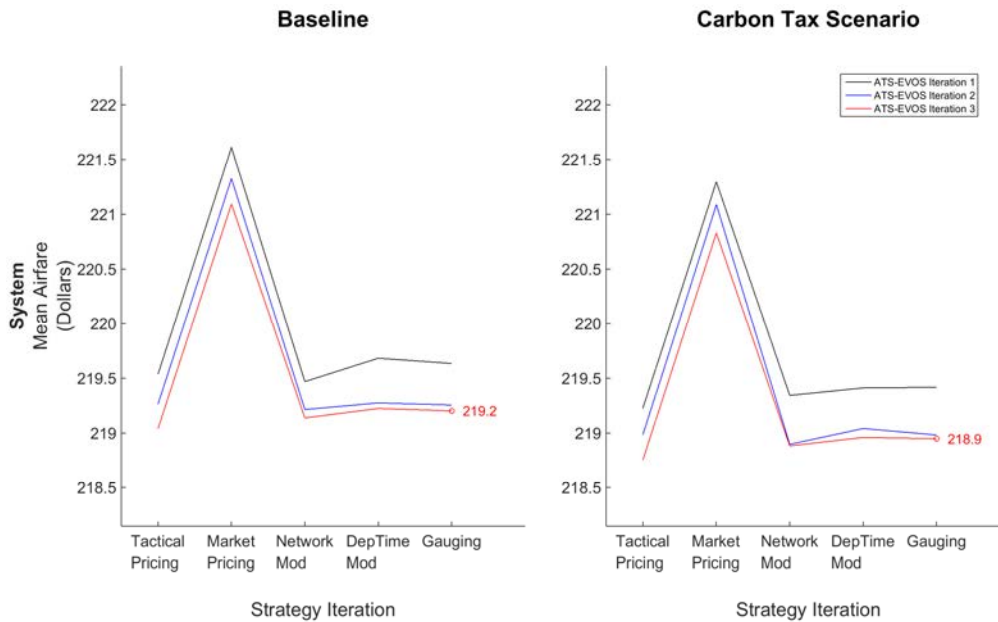 Baseline
Carbon Tax Scenario
System
Mean Airfare
(Dollars)
222
221.5
221
220.5
220
219.5
219
218.5
219.2
Tactical
Pricing
Market
Pricing
Network
Mod
DepTime
Mod
Gauging
Strategy Iteration
ATS-EVOS Iteration 1
ATS-EVOS Iteration 2
ATS-EVOS Iteration 3
222
221.5
221
220.5
220
219.5
219
218.5
218.9
Tactical
Pricing
Market
Pricing
Network
Mod
DepTime
Mod
Gauging
Strategy Iteration